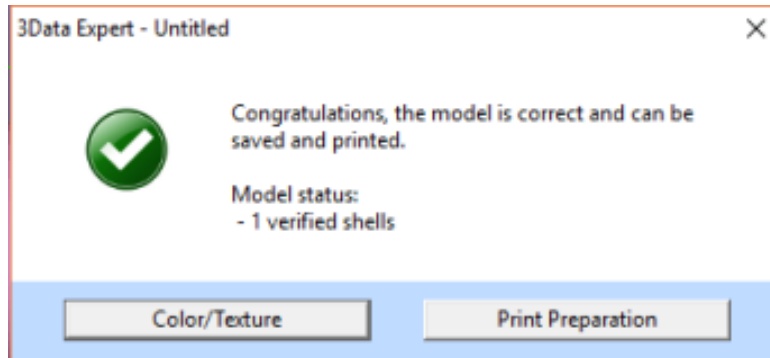 3Data Expert - Untitled
Congratulations, the model is correct and can be
saved and printed.
Model status:
- 1 verified shells
Color/Texture
Print Preparation